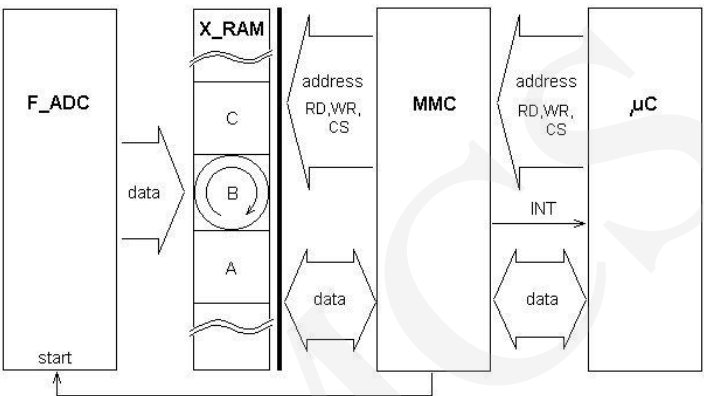 X_RAM
F_ADC
C
B
A
data
start
address
RD,WR,
CS
data
MMC
address
RD,WR,
CS
INT
data
µC